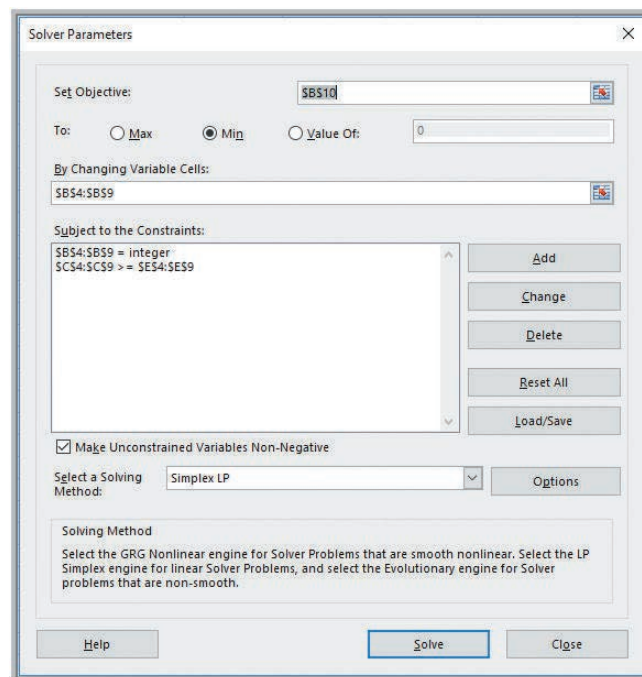 Solver Parameters
Set Objective:
$B$10
To:
Max
Min
Value Of:
0
By Changing Variable Cells:
$B$4:$B$9
Subject to the Constraints:
$B$4:$B$9 = integer
$C$4:$C$9 >= $E$4:$E$9
Add
Change
Delete
Reset All
Load/Save
Make Unconstrained Variables Non-Negative
Select a Solving
Method:
Simplex LP
Options
Solving Method
Select the GRG Nonlinear engine for Solver Problems that are smooth nonlinear. Select the LP
Simplex engine for linear Solver Problems, and select the Evolutionary engine for Solver
problems that are non-smooth.
Help
Solve
Close